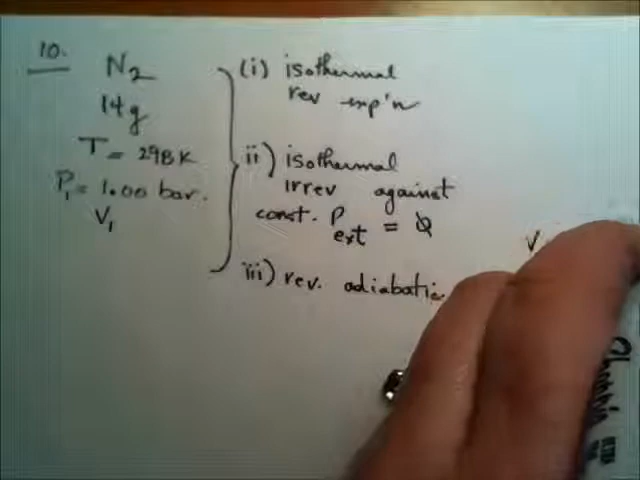 10.
N2
14g
T = 298K
P1 = 1.00 bar.
V1
(i) isothermal
rev exp'n
ii) isothermal
irrev against
const. Pext = 0
iii) rev. adiabatic
V